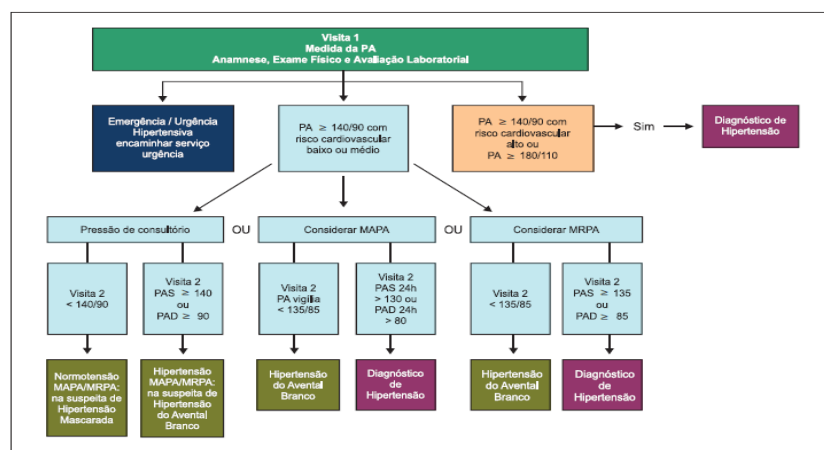 Visita 1
Medida da PA
Anamnese, Exame Físico e Avaliação Laboratorial
Emergência / Urgência
Hipertensiva
encaminhar serviço
urgência
PA ≥ 140/90 com
risco cardiovascular
baixo ou médio
PA ≥ 140/90 com
risco cardiovascular
alto ou
PA ≥ 180/110
Sim
Diagnóstico de
Hipertensão
Pressão de consultório
OU
Considerar MAPA
OU
Considerar MRPA
Visita 2
< 140/90
Visita 2
PAS ≥ 140
ou
PAD ≥ 90
Visita 2
PA vigília
< 135/85
Visita 2
PAS 24h
> 130 ou
PAD 24h
> 80
Visita 2
< 135/85
Visita 2
PAS ≥ 135
ou
PAD ≥ 85
Normotensão
MAPA/MRPA:
na suspeita de
Hipertensão
Mascarada
Hipertensão
MAPA/MRPA:
na suspeita de
Hipertensão
do Avental
Branco
Hipertensão
do Avental
Branco
Diagnóstico
de
Hipertensão
Hipertensão
do Avental
Branco
Diagnóstico
de
Hipertensão